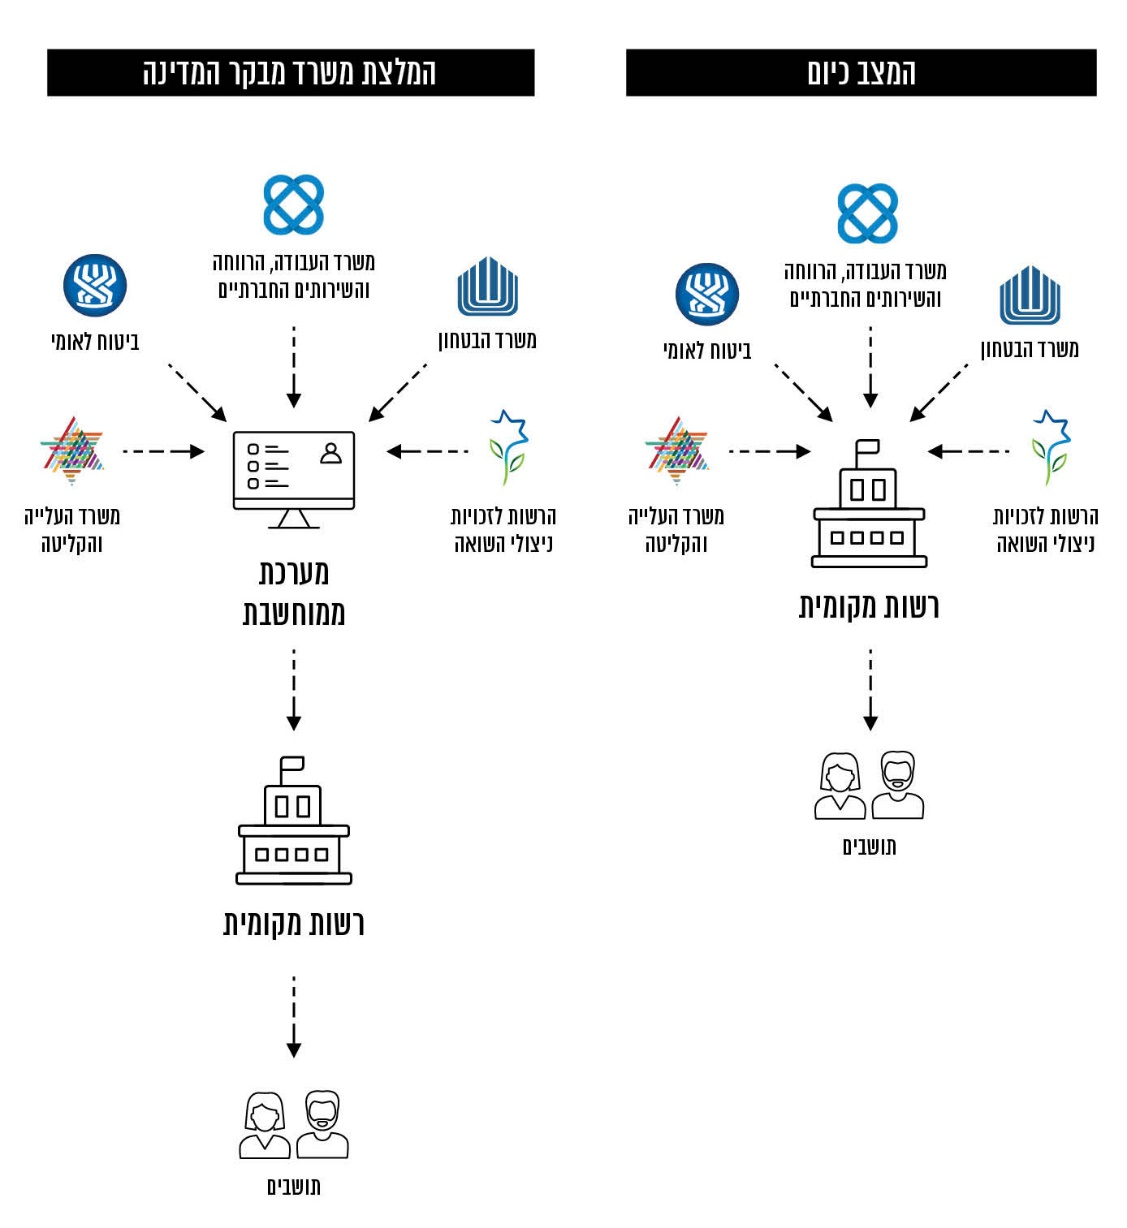 המצב כיום
משרד העבודה, הרווחה
והשירותים החברתיים
משרד הבטחון
ביטוח לאומי
הרשות לזכויות
ניצולי השואה
משרד העלייה
והקליטה
רשות מקומית
תושבים
המלצת משרד מבקר המדינה
משרד העבודה, הרווחה
והשירותים החברתיים
משרד הבטחון
ביטוח לאומי
הרשות לזכויות
ניצולי השואה
משרד העלייה
והקליטה
מערכת
ממוחשבת
רשות מקומית
תושבים